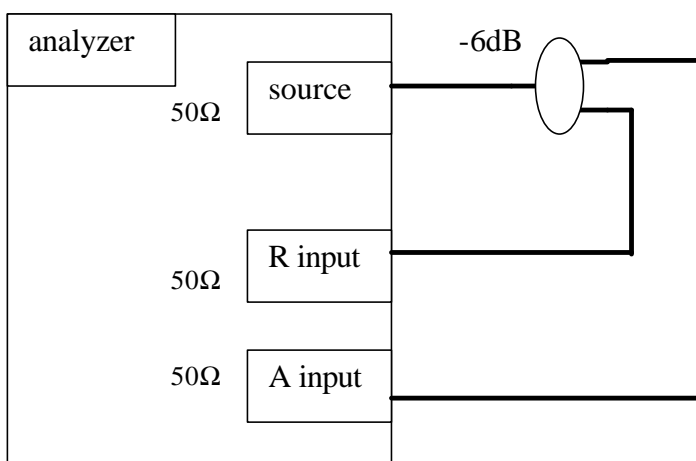 analyzer
-6dB
source
50Ω
R input
50Ω
50Ω
A input